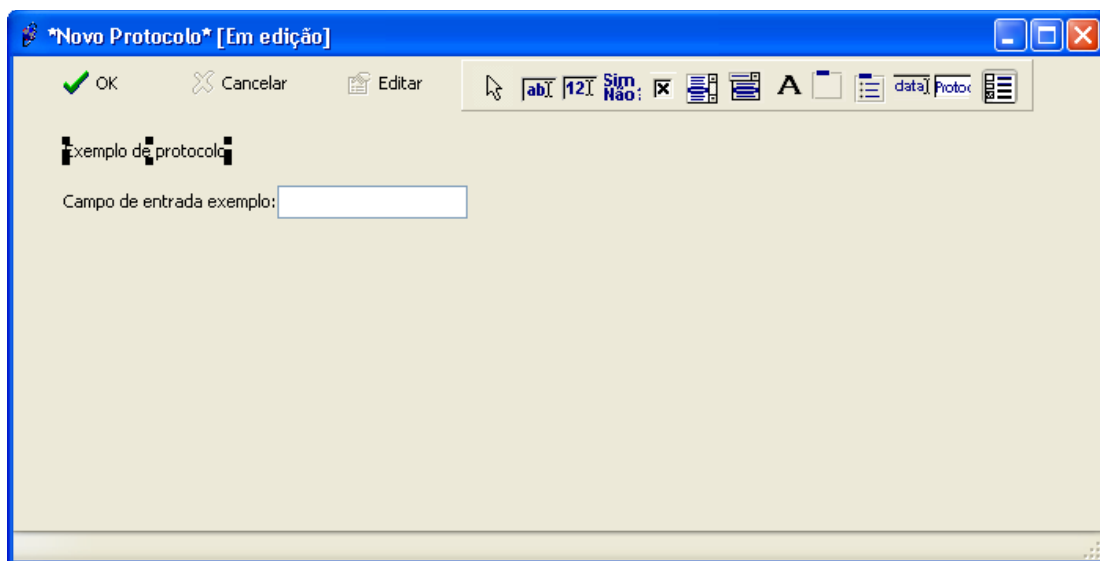 *Novo Protocolo* [Em edição]
OK Cancelar Editar
ab 12 Sim Não: A data Protoc
Exemplo de protocolo
Campo de entrada exemplo: